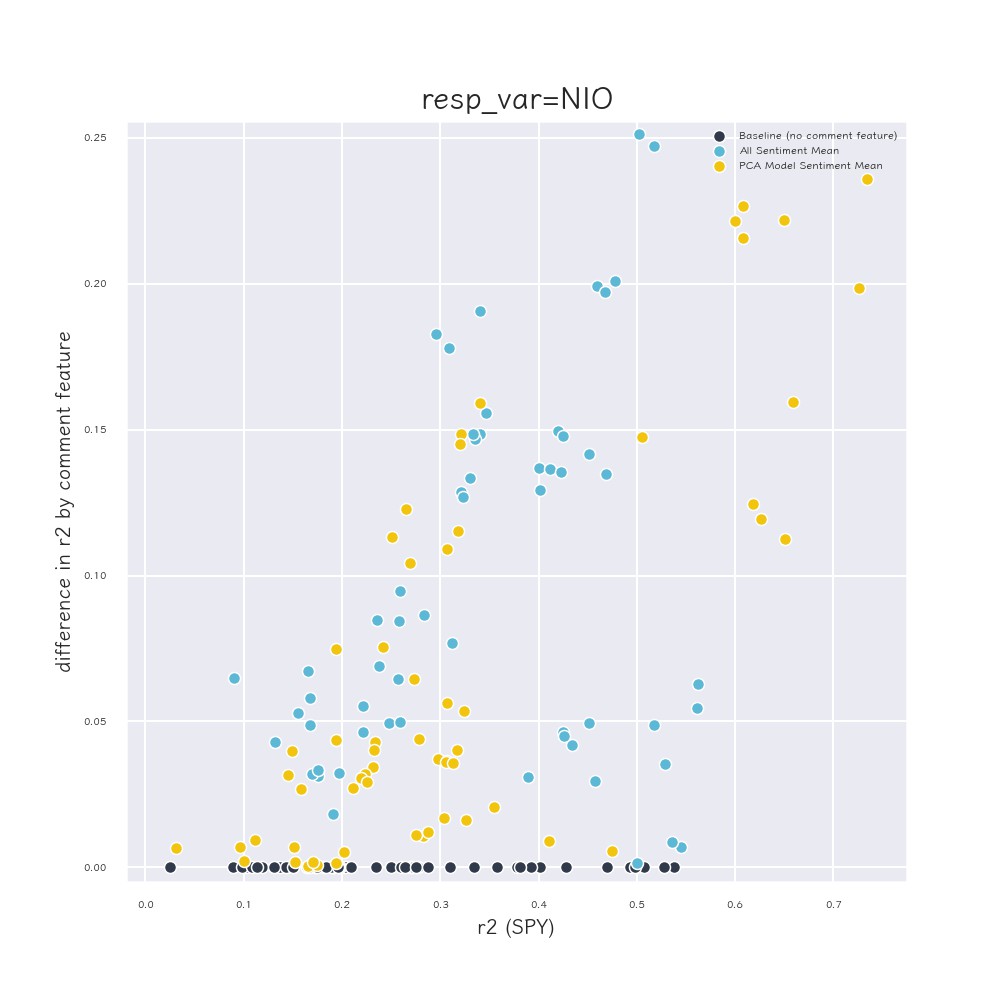 resp_var=NIO
Baseline (no comment feature)
All Sentiment Mean
PCA Model Sentiment Mean
difference in r2 by comment feature
0.25
0.20
0.15
0.10
0.05
0.00
0.0 0.1 0.2 0.3 0.4 0.5 0.6 0.7
r2 (SPY)